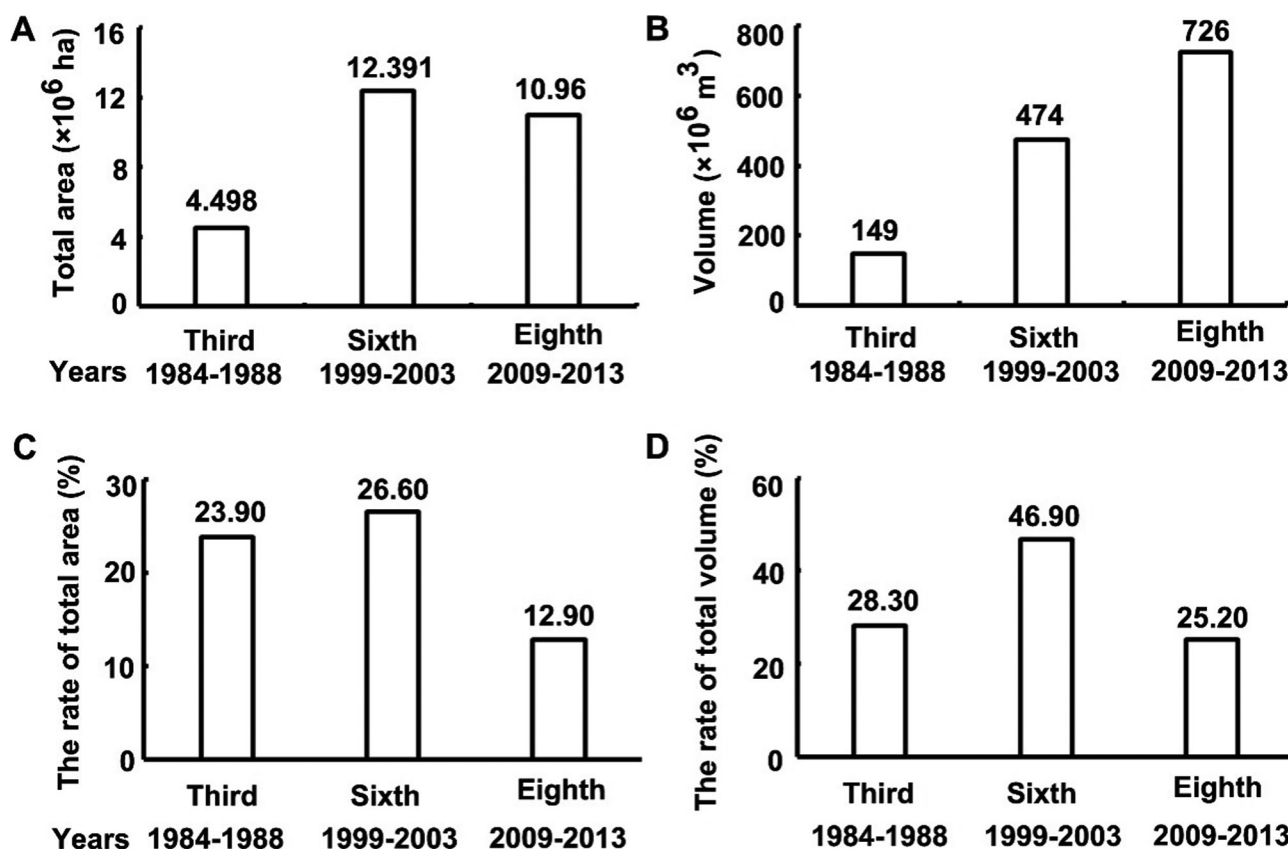 A
Total area (×10⁶ ha)
16
12
8
4
0
4.498
12.391
10.96
Third
Sixth
Eighth
Years 1984-1988 1999-2003 2009-2013
B
Volume (×10⁶ m³)
800
600
400
200
0
149
474
726
Third
Sixth
Eighth
1984-1988 1999-2003 2009-2013
C
The rate of total area (%)
30
20
10
0
23.90
26.60
12.90
Third
Sixth
Eighth
Years 1984-1988 1999-2003 2009-2013
D
The rate of total volume (%)
60
40
20
0
28.30
46.90
25.20
Third
Sixth
Eighth
1984-1988 1999-2003 2009-2013